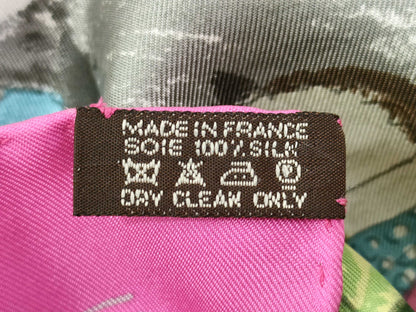 MADE IN FRANCE
SOIE 100% SILK
P
DRY CLEAN ONLY